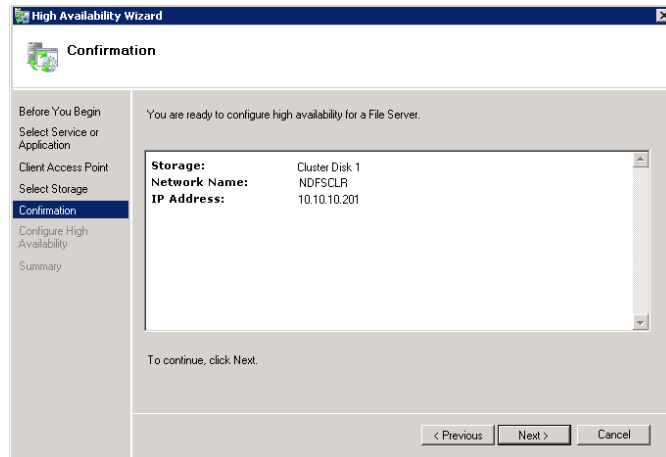 High Availability Wizard
Confirmation
Before You Begin
Select Service or
Application
Client Access Point
Select Storage
Confirmation
Configure High
Availability
Summary
You are ready to configure high availability for a File Server.
Storage: Cluster Disk 1
Network Name: NDFSCLR
IP Address: 10.10.10.201
To continue, click Next.
< Previous Next > Cancel